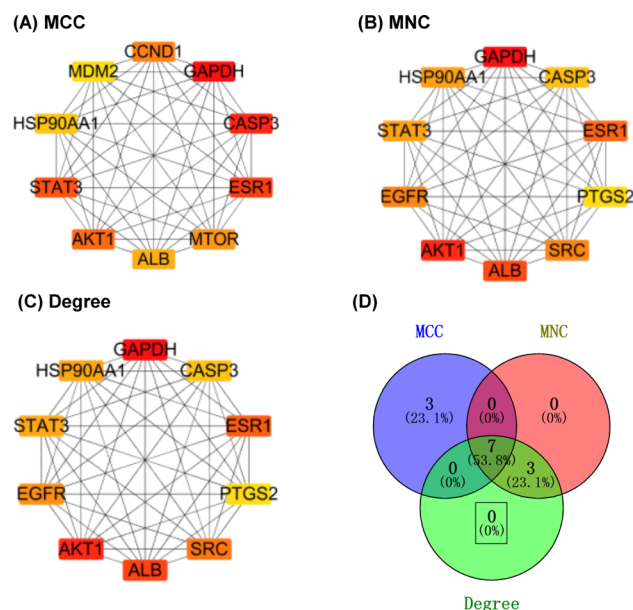 (A) MCC
CCND1
MDM2
GAPDH
HSP90AA1
CASP3
STAT3
ESR1
AKT1
MTOR
ALB
(B) MNC
GAPDH
HSP90AA1
CASP3
STAT3
ESR1
EGFR
PTGS2
AKT1
SRC
ALB
(C) Degree
GAPDH
HSP90AA1
CASP3
STAT3
ESR1
EGFR
PTGS2
AKT1
SRC
ALB
(D)
MCC
MNC
3
(23.1%)
0
(0%)
0
(0%)
7
(53.8%)
0
(0%)
3
(23.1%)
0
(0%)
Degree